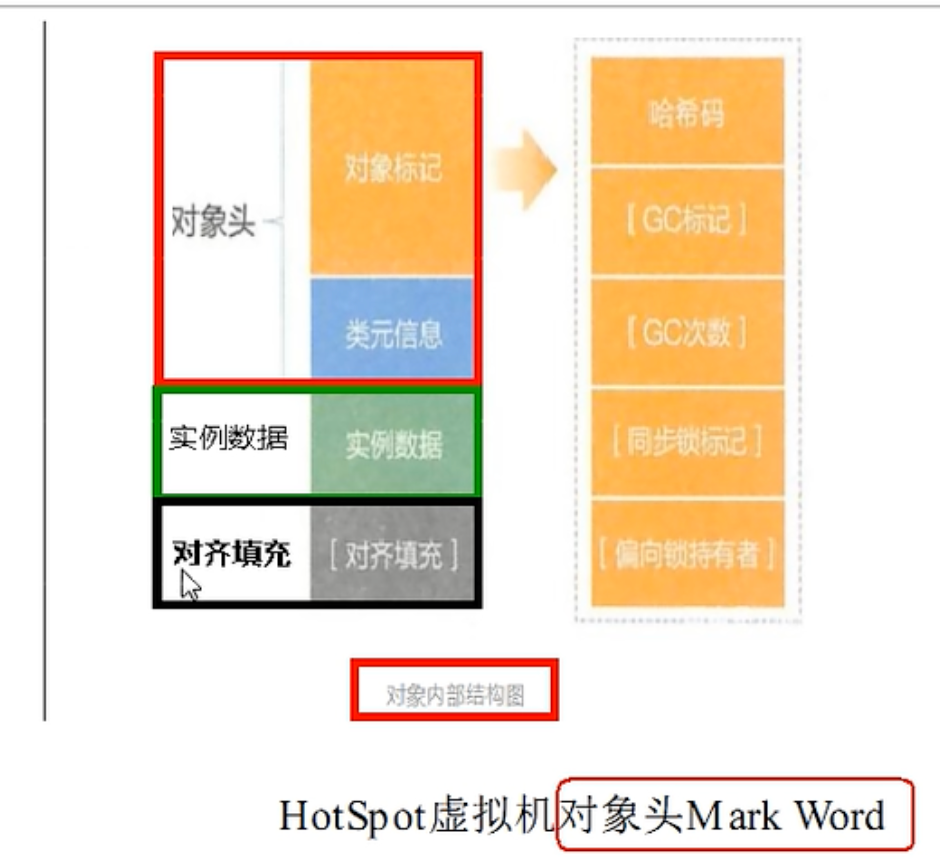 对象头
对象标记
类元信息
实例数据
实例数据
对齐填充
[ 对齐填充 ]
哈希码
[ GC标记 ]
[ GC次数 ]
[ 同步锁标记 ]
[ 偏向锁持有者 ]
对象内部结构图
HotSpot虚拟机对象头Mark Word